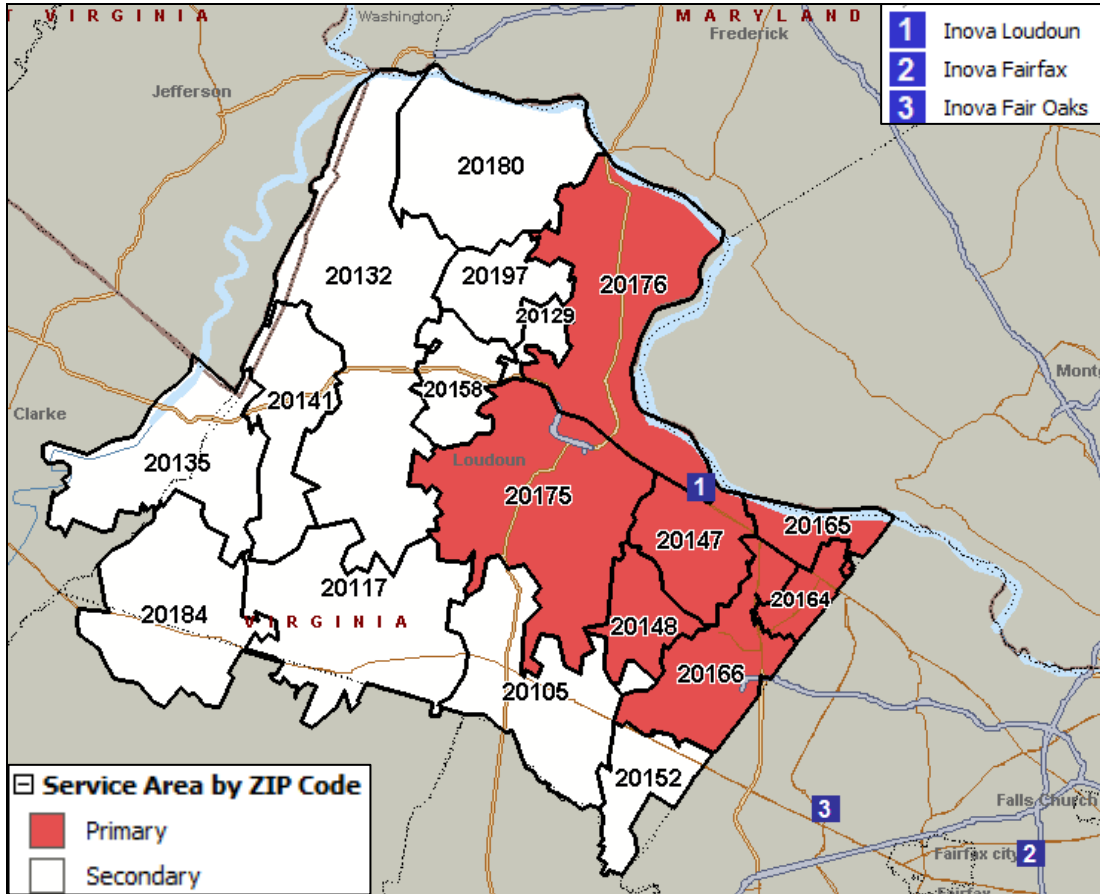 T VIRGINIA
Washington
MARYLAND
Frederick
1 Inova Loudoun
2 Inova Fairfax
3 Inova Fair Oaks
Jefferson
20180
20132
20197
20176
20129
Montg
20158
Clarke
20141
20135
Loudoun
20175
1
20165
20147
20117
20164
20184
VIRGINIA
20148
20166
20105
20152
Service Area by ZIP Code
Primary
Secondary
3
Falls Church
Fairfax city
2
Fairfax